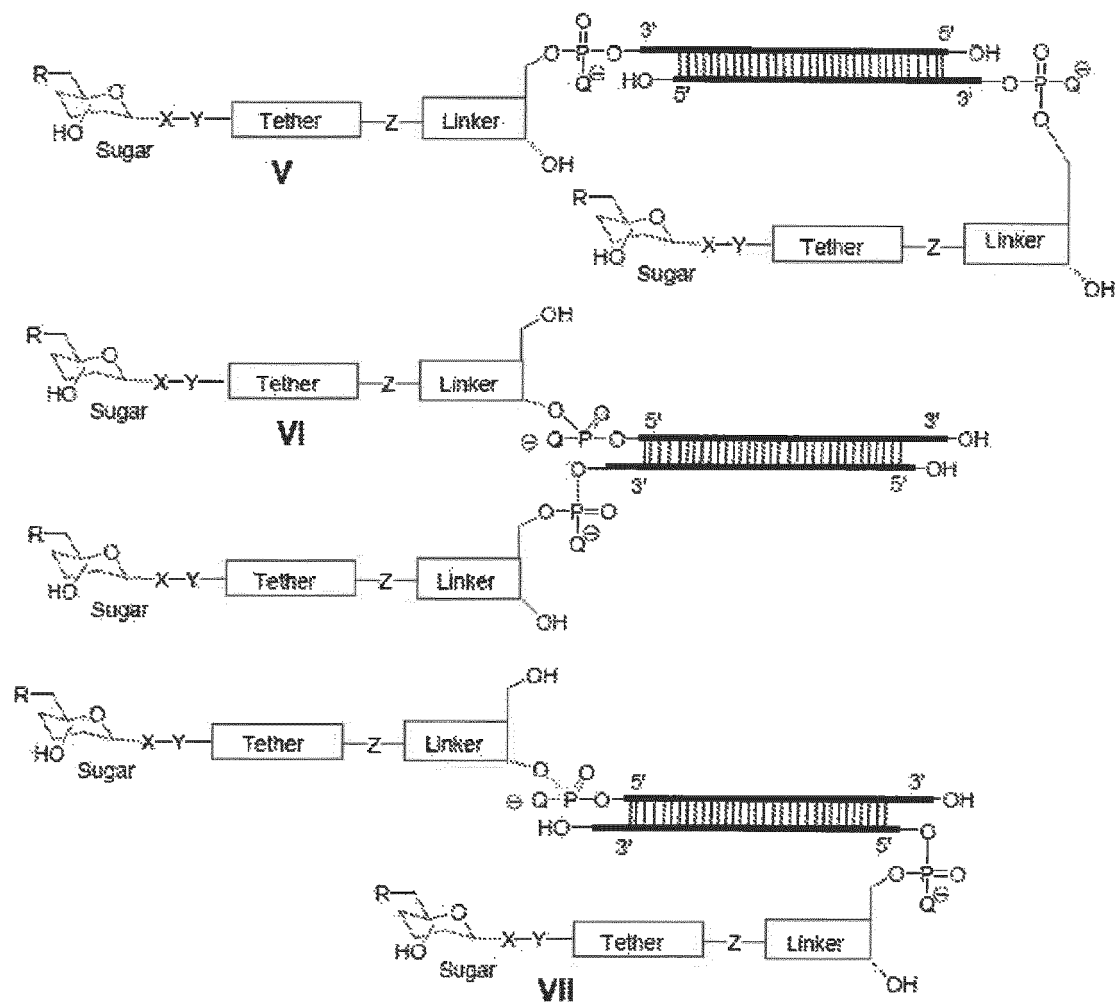 O
O P O 3' 5' OH
Q⊖
R O HO 5' 3' O P Q⊖
O
HO X Y Tether Z Linker O
Sugar OH
V
R O
HO X Y Tether Z Linker
Sugar OH
OH
R O
HO X Y Tether Z Linker
Sugar O O
VI ⊖ Q P O 5' 3' OH
O 3' 5' OH
R O O P O
Q⊖
HO X Y Tether Z Linker
Sugar OH
OH
R O
HO X Y Tether Z Linker
Sugar O O
⊖ Q P O 5' 3' OH
HO 3' 5' O
R O O P O
Q⊖
HO X Y Tether Z Linker
Sugar OH
VII